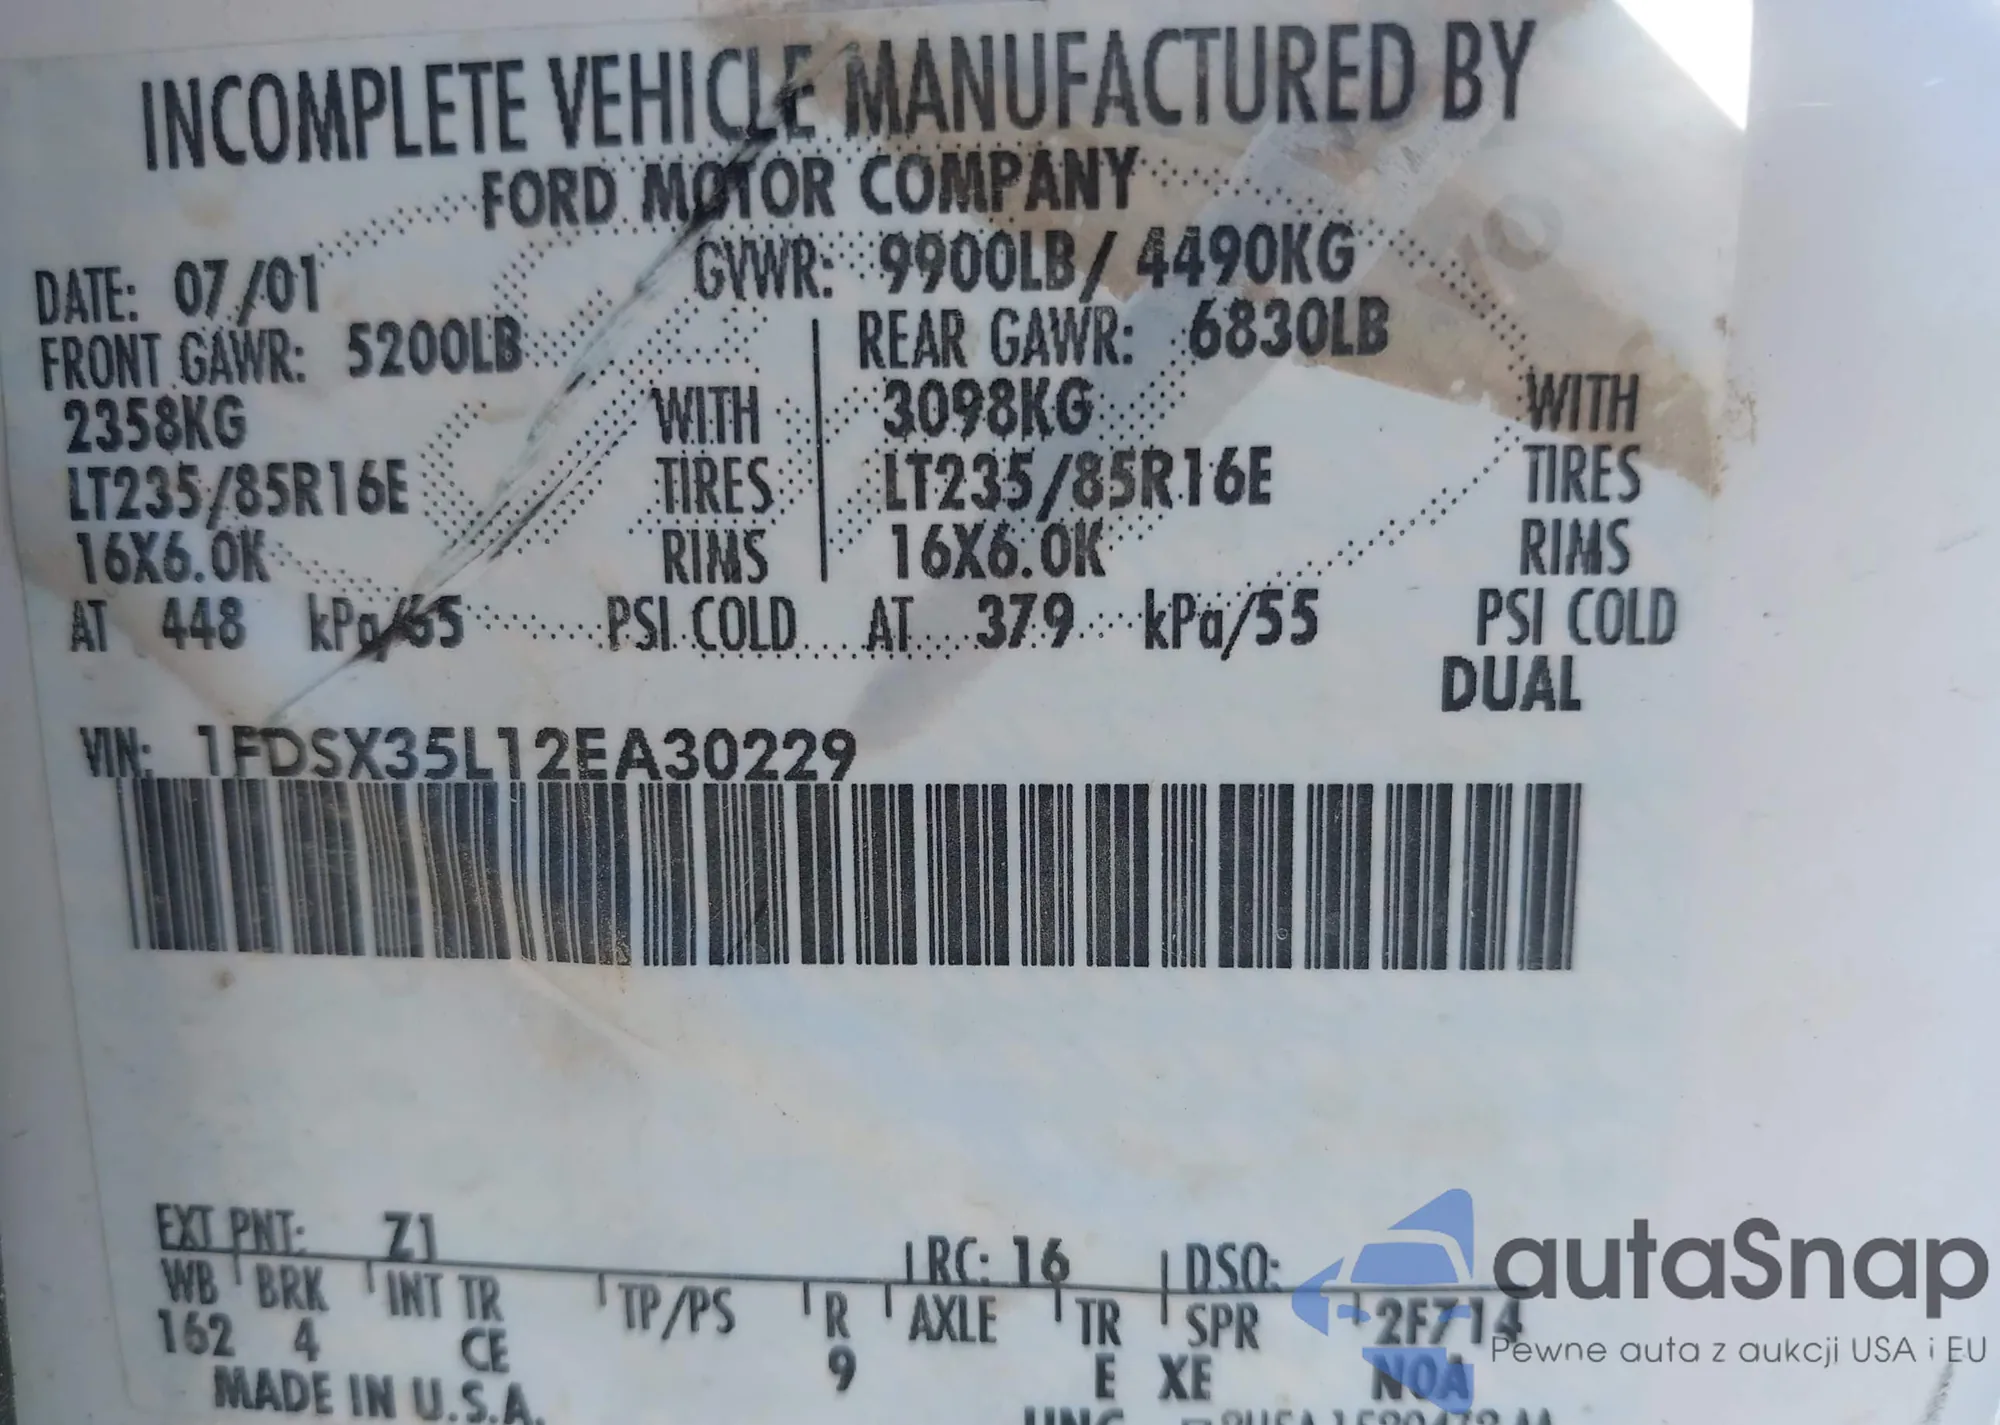 INCOMPLETE VEHICLE MANUFACTURED BY
FORD MOTOR COMPANY
DATE: 07/01 GVWR: 9900LB / 4490KG
FRONT GAWR: 5200LB REAR GAWR: 6830LB
2358KG WITH 3098KG WITH
LT235/85R16E TIRES LT235/85R16E TIRES
16X6.0K RIMS 16X6.0K RIMS
AT 448 kPa/65 PSI COLD AT 379 kPa/55 PSI COLD
DUAL
VIN: 1FDSX35L12EA30229
EXT PNT: Z1 RC: 16 DSO:
WB BRK INT TR TP/PS R AXLE TR SPR 2F714
162 4 CE 9 E XE N0A
MADE IN U.S.A.
autaSnap
Pewne auta z aukcji USA i EU